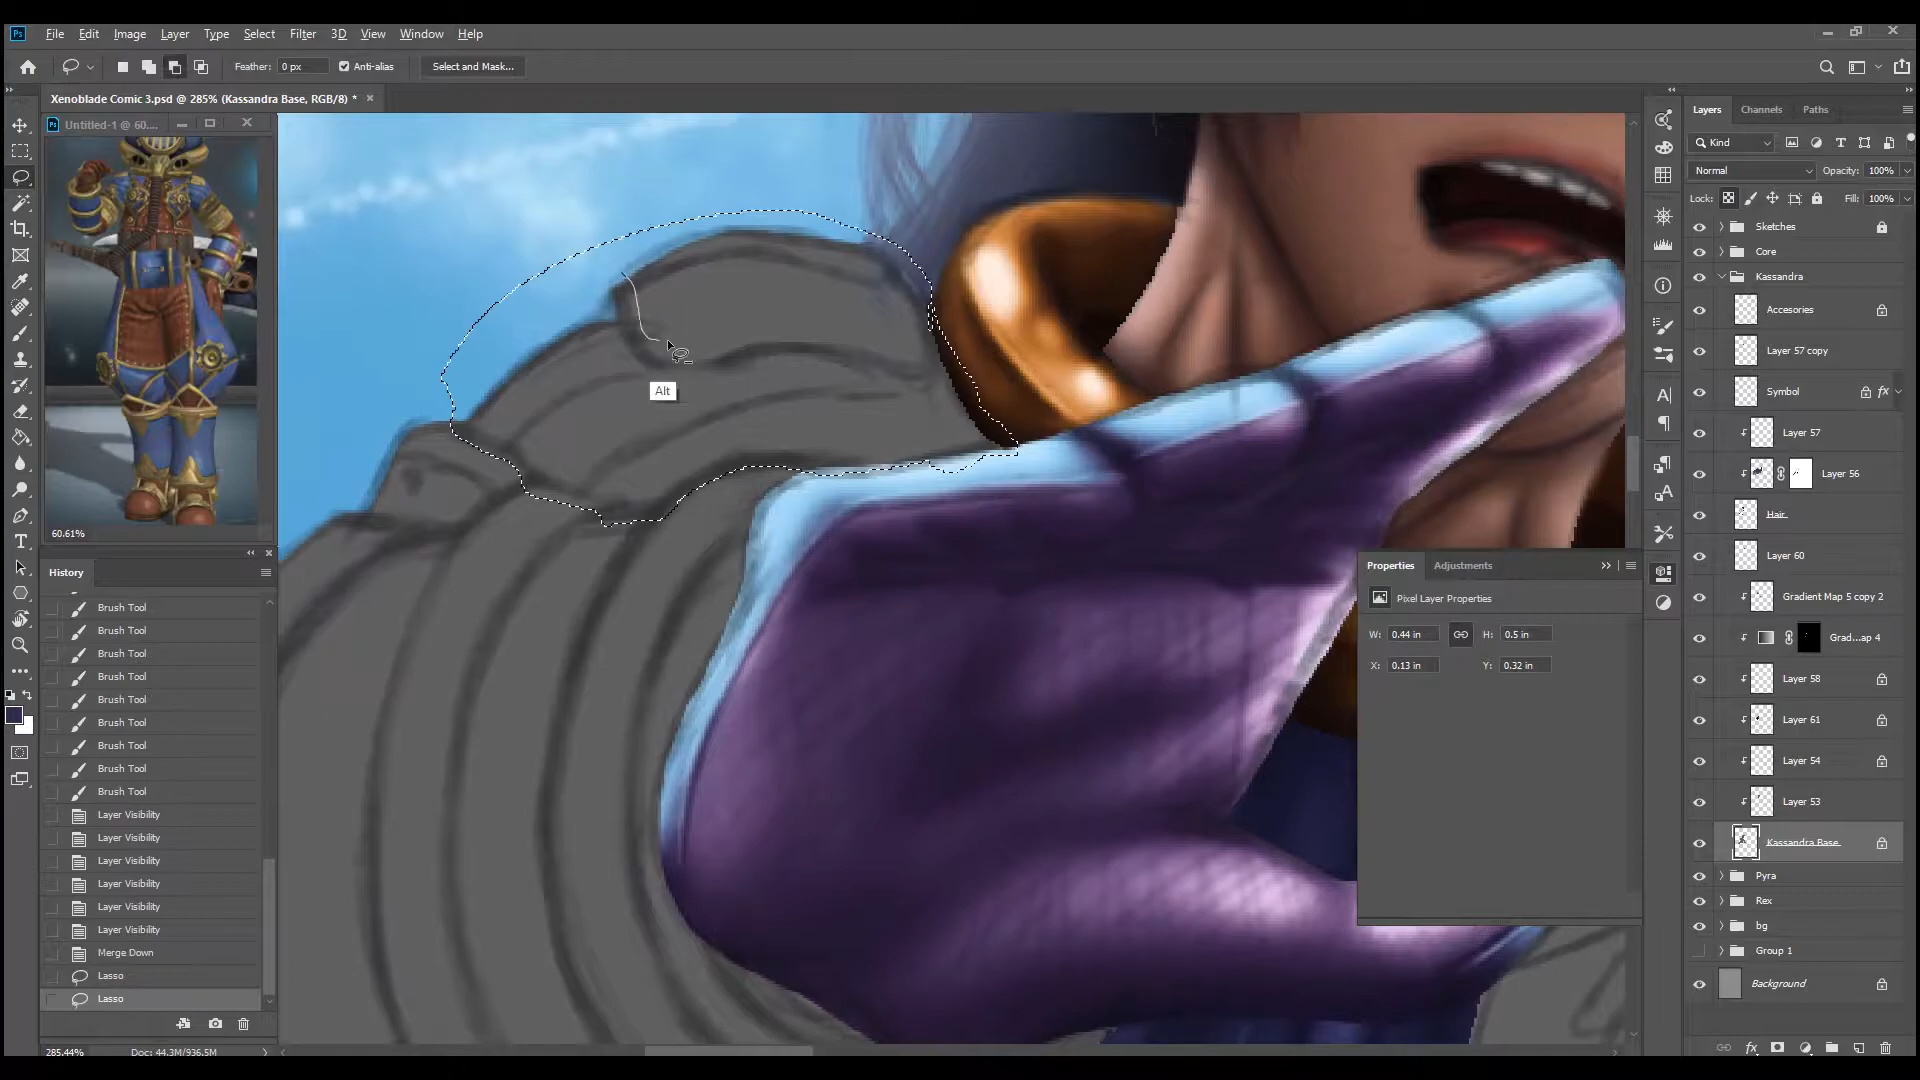 Ps File Edit Image Layer Type Select Filter 3D View Window Help
Feather: 0 px Anti-alias Select and Mask...
Xenoblade Comic 3.psd @ 285% (Kassandra Base, RGB/8) *
Ps Untitled-1 @ 60....
60.61%
Alt
History
Brush Tool
Brush Tool
Brush Tool
Brush Tool
Brush Tool
Brush Tool
Brush Tool
Brush Tool
Brush Tool
Layer Visibility
Layer Visibility
Layer Visibility
Layer Visibility
Layer Visibility
Layer Visibility
Merge Down
Lasso
Lasso
285.44% Doc: 44.3M/936.5M
Properties Adjustments
Pixel Layer Properties
W: 0.44 in H: 0.5 in
X: 0.13 in Y: 0.32 in
Layers Channels Paths
Kind
Normal Opacity: 100%
Lock: Fill: 100%
Sketches
Core
Kassandra
Accesories
Layer 57 copy
Symbol fx
Layer 57
Layer 56
Hair
Layer 60
Gradient Map 5 copy 2
Grad...ap 4
Layer 58
Layer 61
Layer 54
Layer 53
Kassandra Base
Pyra
Rex
bg
Group 1
Background
fx